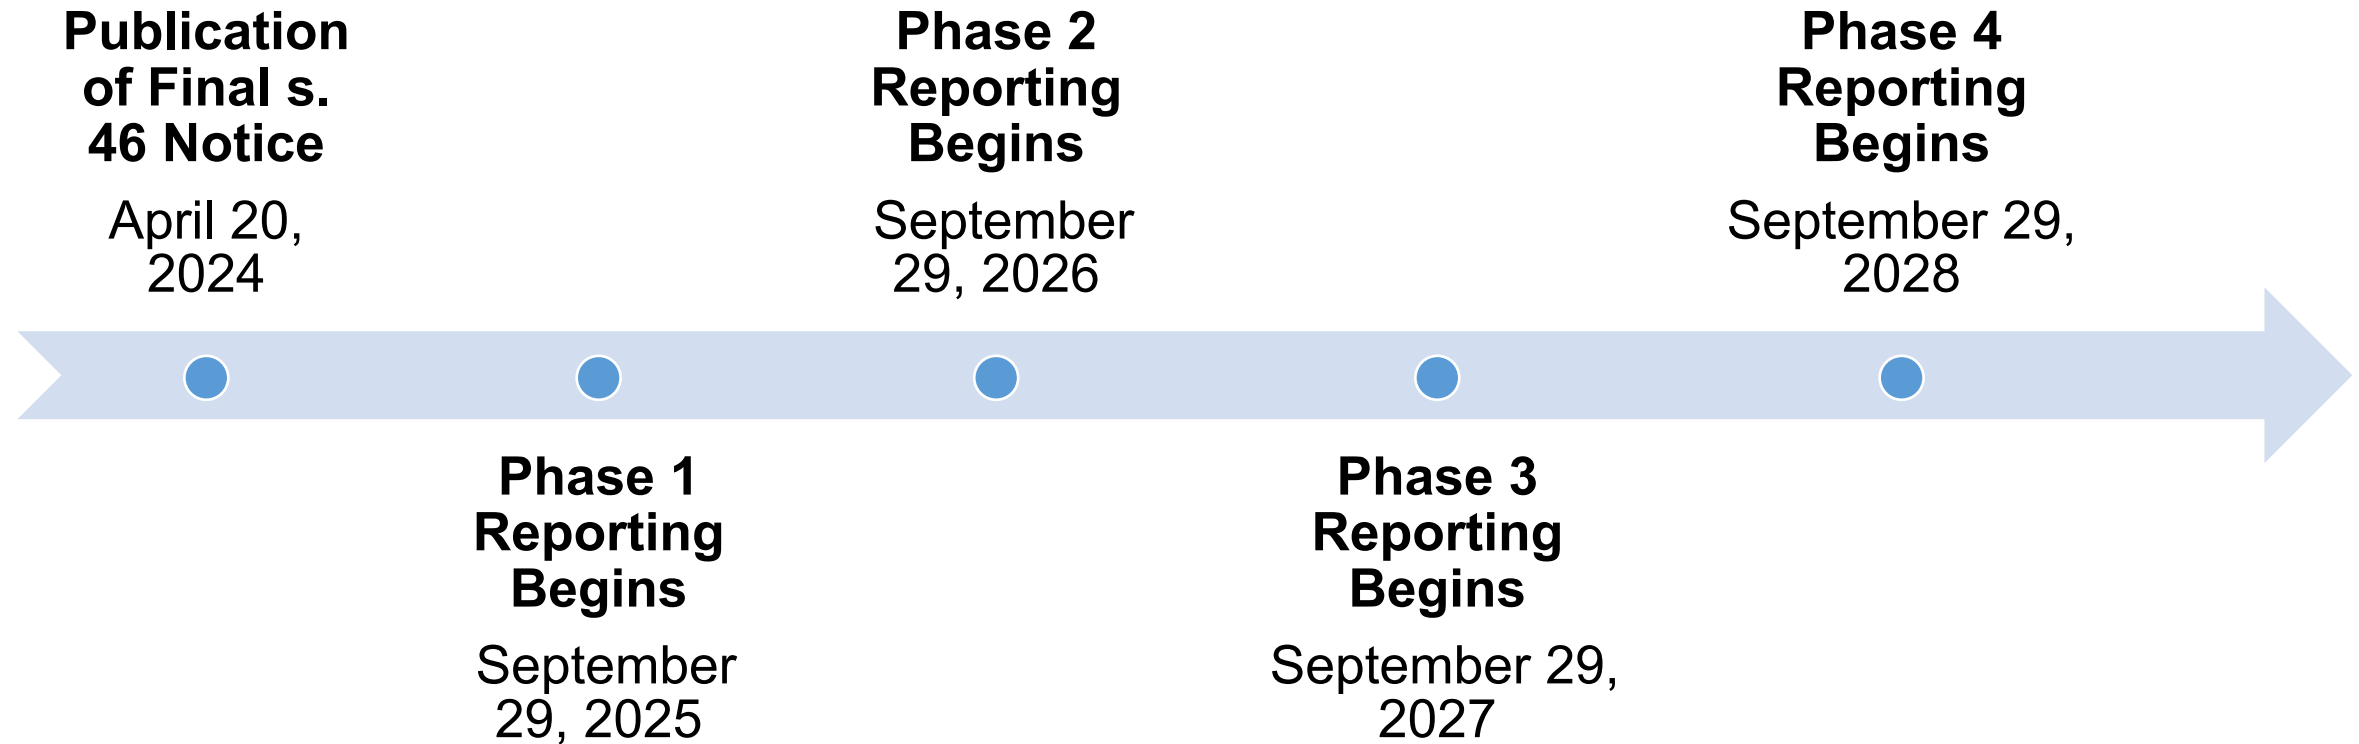 Publication
of Final s.
46 Notice
April 20,
2024
Phase 1
Reporting
Begins
September
29, 2025
Phase 2
Reporting
Begins
September
29, 2026
Phase 3
Reporting
Begins
September 29,
2027
Phase 4
Reporting
Begins
September 29,
2028